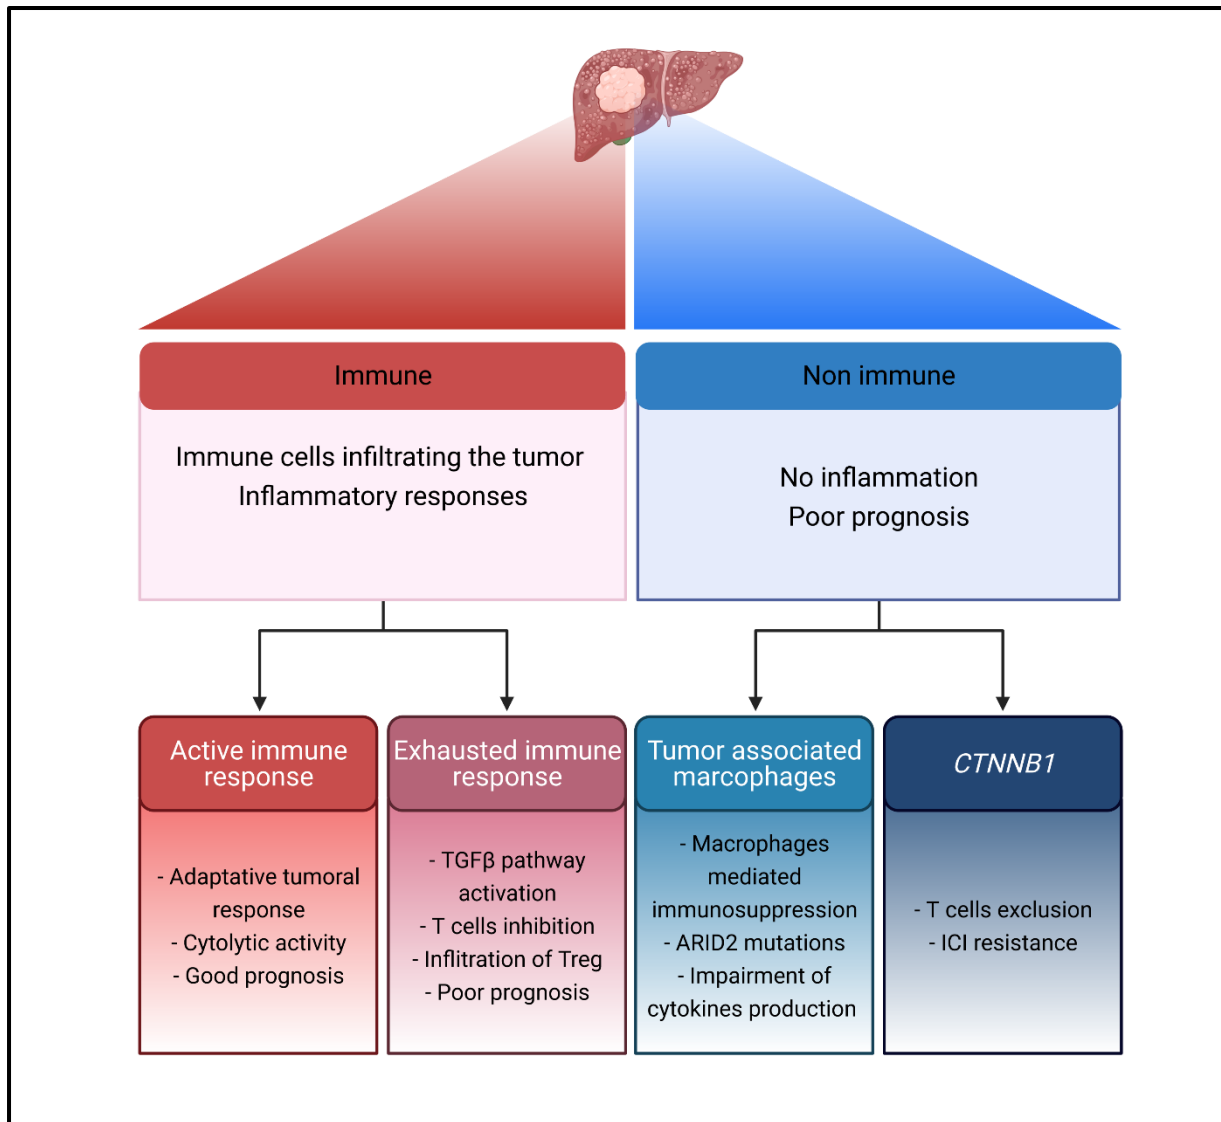 Immune
Non immune
Immune cells infiltrating the tumor
Inflammatory responses
No inflammation
Poor prognosis
Active immune
response
Exhausted immune
response
Tumor associated
marcophages
CTNNB1
- Adaptative tumoral
response
- Cytolytic activity
- Good prognosis
- TGFβ pathway
activation
- T cells inhibition
- Inflitration of Treg
- Poor prognosis
- Macrophages
mediated
immunosuppression
- ARID2 mutations
- Impairment of
cytokines production
- T cells exclusion
- ICI resistance